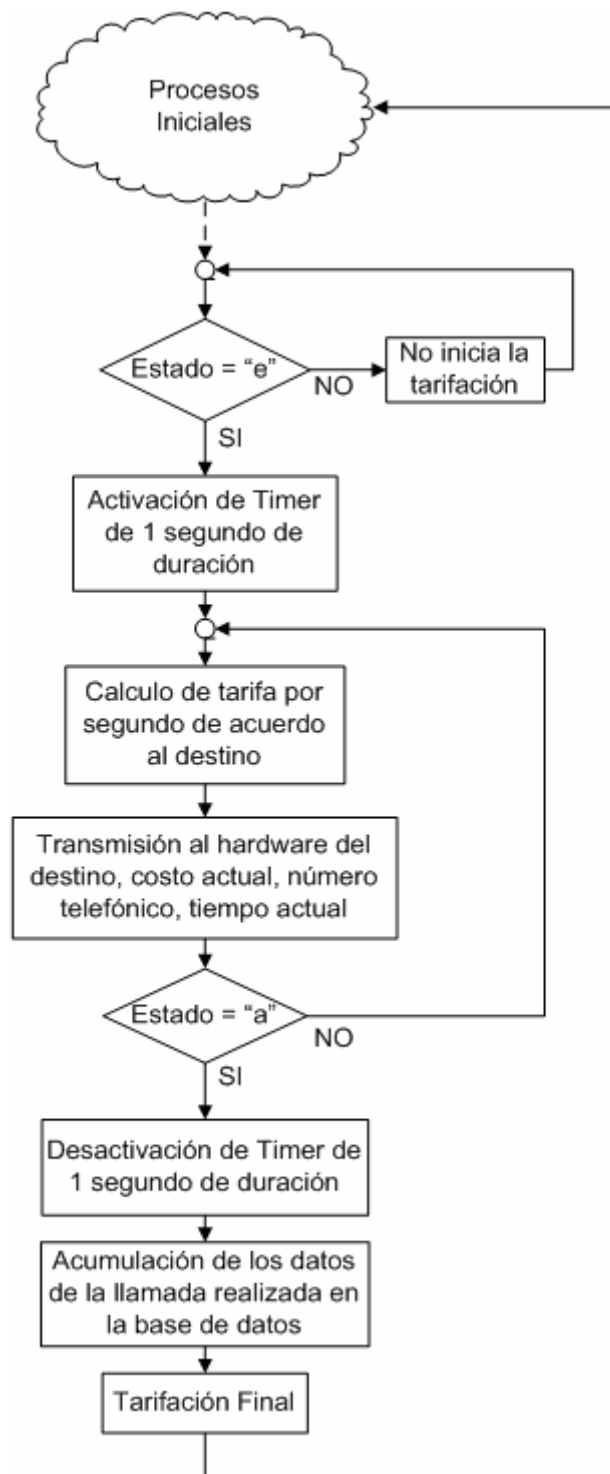 Procesos
Iniciales
Estado = “e”
NO
No inicia la
tarifación
SI
Activación de Timer
de 1 segundo de
duración
Calculo de tarifa por
segundo de acuerdo
al destino
Transmisión al hardware del
destino, costo actual, número
telefónico, tiempo actual
Estado = “a”
NO
SI
Desactivación de Timer de
1 segundo de duración
Acumulación de los datos
de la llamada realizada en
la base de datos
Tarifación Final